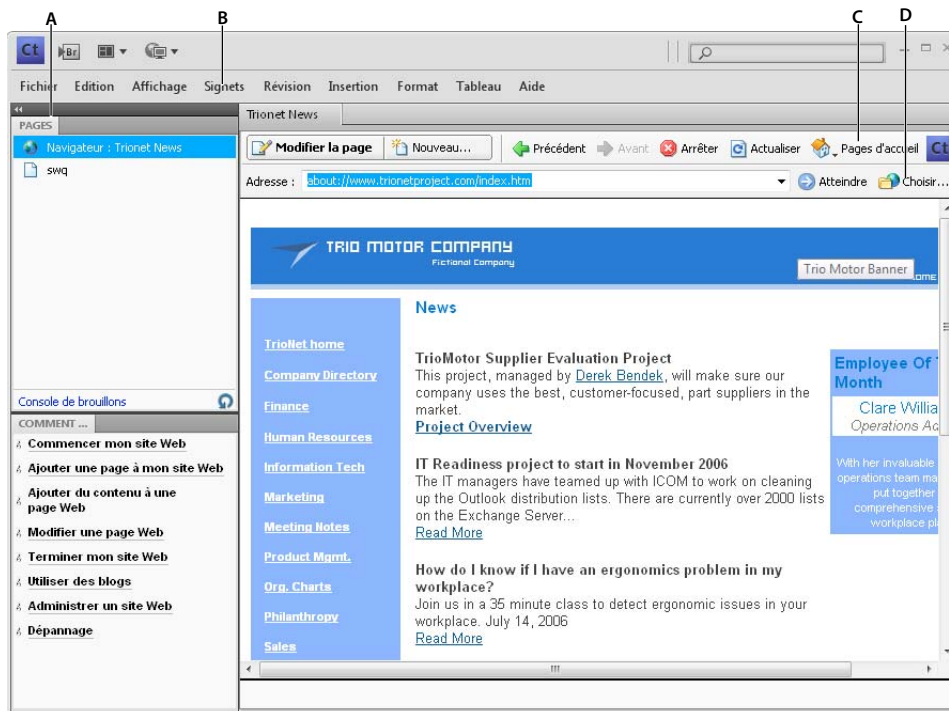 A B C D
Ct Br
Fichier Edition Affichage Signets Révision Insertion Format Tableau Aide
PAGES
Navigateur : Trionet News
swq
Console de brouillons
COMMENT ...
Commencer mon site Web
Ajouter une page à mon site Web
Ajouter du contenu à une
page Web
Modifier une page Web
Terminer mon site Web
Utiliser des blogs
Administrer un site Web
Dépannage
Trionet News
Modifier la page Nouveau... Précédent Avant Arrêter Actualiser Pages d'accueil Ct
Adresse : about://www.trionetproject.com/index.htm Atteindre Choisir...
TRIO MOTOR COMPANY
Fictional Company
Trio Motor Banner
TrioNet home
Company Directory
Finance
Human Resources
Information Tech
Marketing
Meeting Notes
Product Mgmt.
Org. Charts
Philanthropy
Sales
News
TrioMotor Supplier Evaluation Project
This project, managed by Derek Bendek, will make sure our
company uses the best, customer-focused, part suppliers in the
market.
Project Overview
IT Readiness project to start in November 2006
The IT managers have teamed up with ICOM to work on cleaning
up the Outlook distribution lists. There are currently over 2000 lists
on the Exchange Server...
Read More
How do I know if I have an ergonomics problem in my
workplace?
Join us in a 35 minute class to detect ergonomic issues in your
workplace. July 14, 2006
Read More
Employee Of
Month
Clare Willia
Operations Ad
With her invaluable
operations team ma
put together
comprehensive
workplace pl